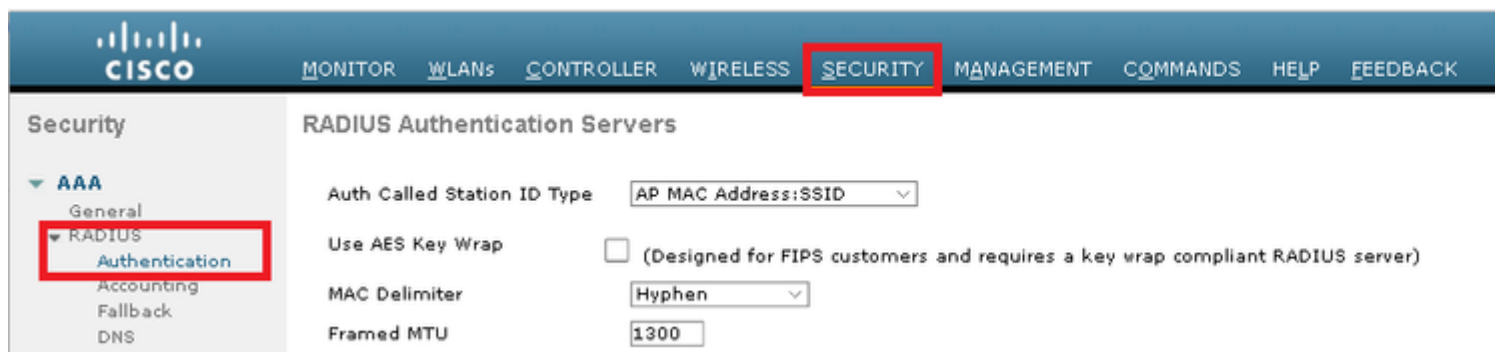 CISCO
MONITOR WLANs CONTROLLER WIRELESS SECURITY MANAGEMENT COMMANDS HELP FEEDBACK
Security
AAA
General
RADIUS
Authentication
Accounting
Fallback
DNS
RADIUS Authentication Servers
Auth Called Station ID Type AP MAC Address:SSID
Use AES Key Wrap (Designed for FIPS customers and requires a key wrap compliant RADIUS server)
MAC Delimiter Hyphen
Framed MTU 1300